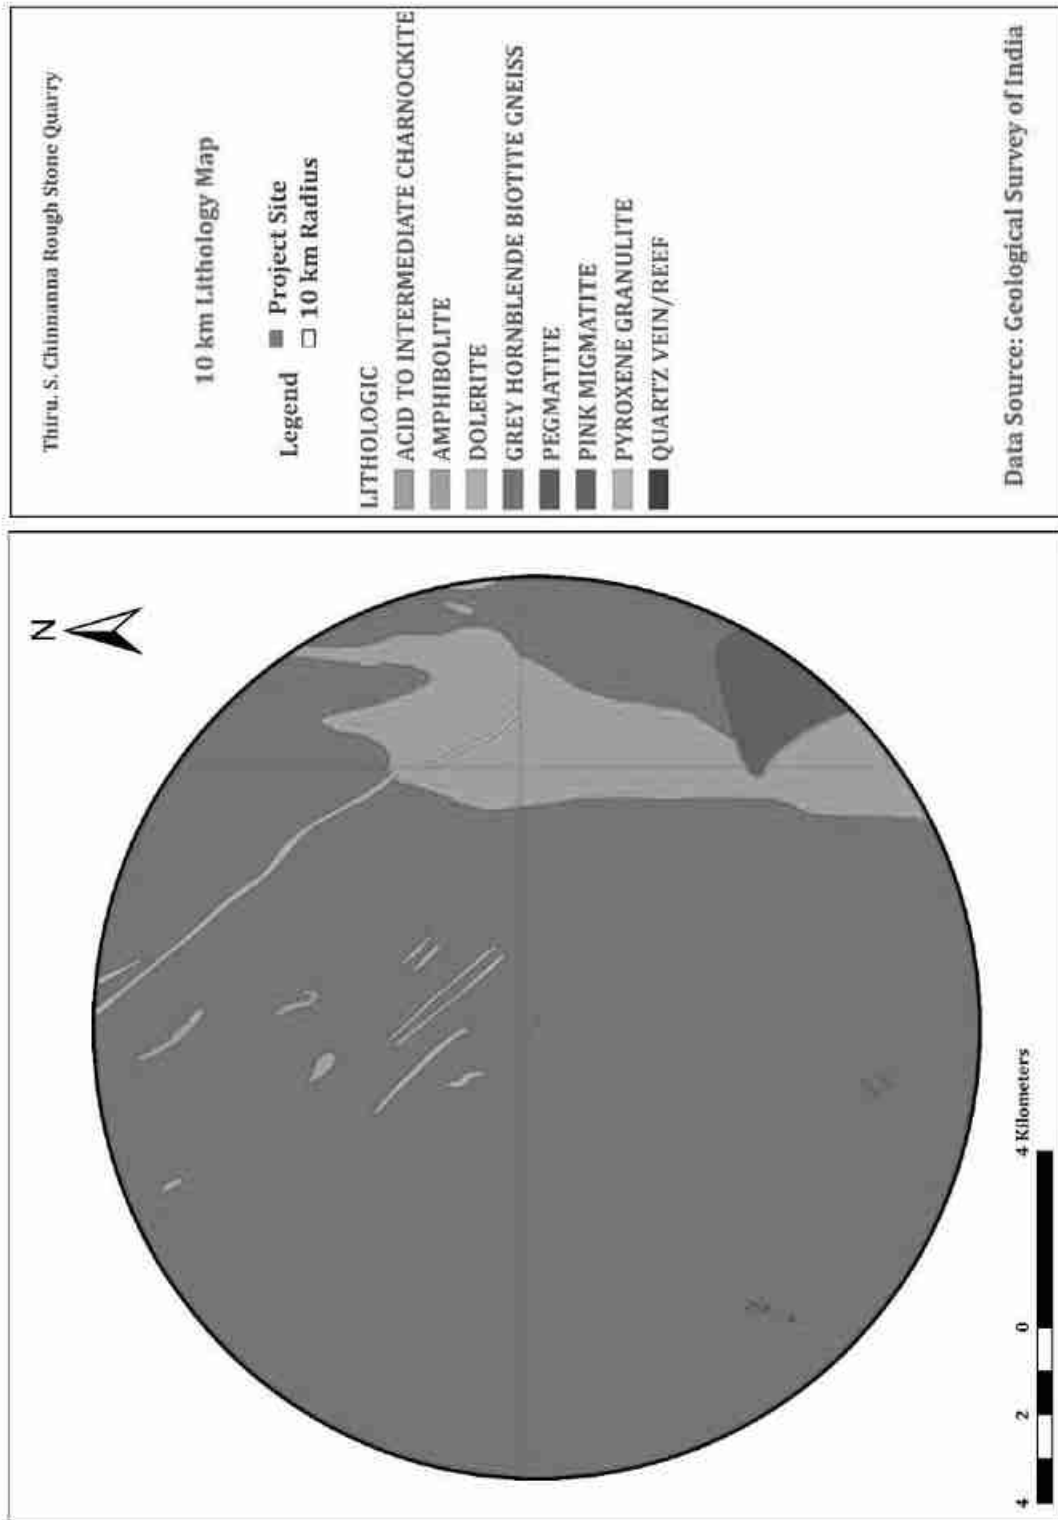 Thiru. S. Chinnanna Rough Stone Quarry
10 km Lithology Map
Legend
Project Site
10 km Radius
LITHOLOGIC
ACID TO INTERMEDIATE CHARNOCKITE
AMPHIBOLITE
DOLERITE
GREY HORNBLENDE BIOTITE GNEISS
PEGMATITE
PINK MIGMATITE
PYROXENE GRANULITE
QUARTZ VEIN/REEF
Data Source: Geological Survey of India
N
4 2 0 4 Kilometers